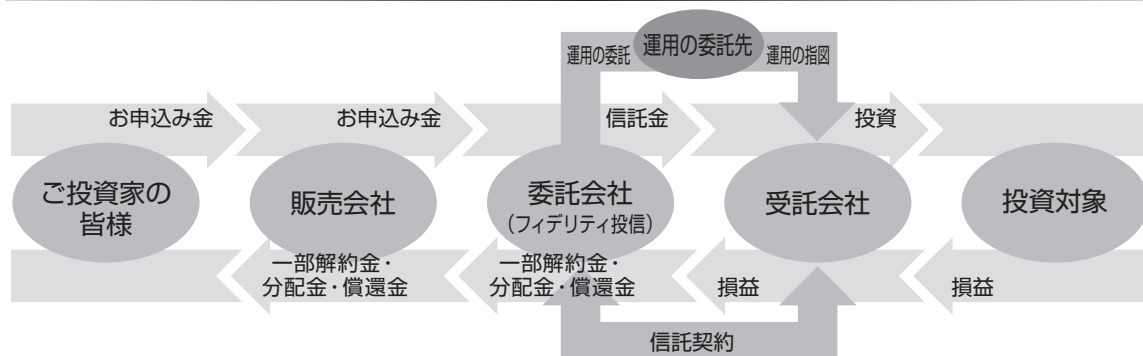 運用の委託
運用の委託先
運用の指図
お申込み金
お申込み金
信託金
投資
ご投資家の
皆様
販売会社
委託会社
(フィデリティ投信)
受託会社
投資対象
一部解約金・
分配金・償還金
一部解約金・
分配金・償還金
損益
損益
信託契約